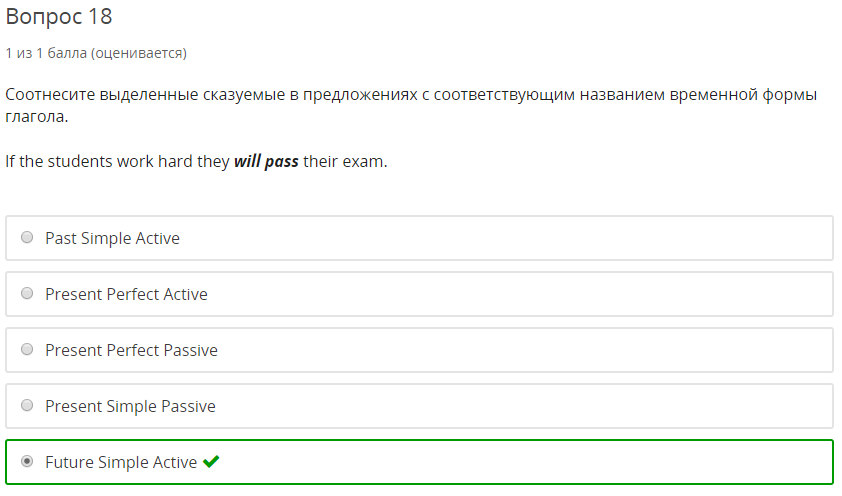 Вопрос 18
1 из 1 балла (оценивается)
Соотнесите выделенные сказуемые в предложениях с соответствующим названием временной формы
глагола.
If the students work hard they will pass their exam.
Past Simple Active
Present Perfect Active
Present Perfect Passive
Present Simple Passive
Future Simple Active